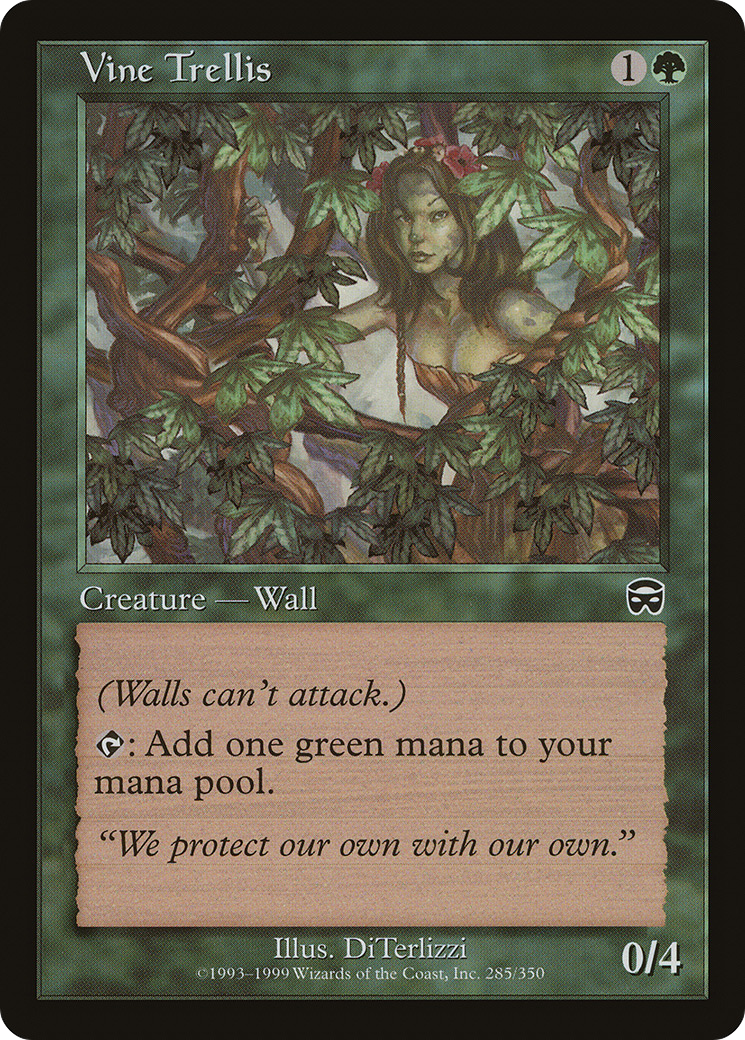 Vine Trellis 1
Creature — Wall
(Walls can't attack.)
: Add one green mana to your
mana pool.
“We protect our own with our own.”
Illus. DiTerlizzi
©1993–1999 Wizards of the Coast, Inc. 285/350
0/4